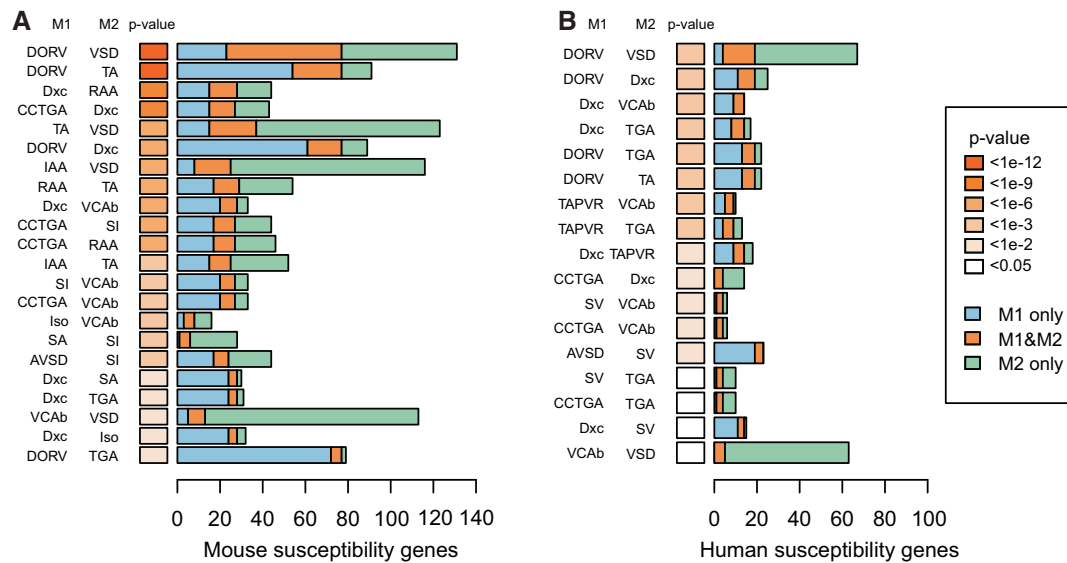 A M1 M2 p-value
DORV VSD
DORV TA
Dxc RAA
CCTGA Dxc
TA VSD
DORV Dxc
IAA VSD
RAA TA
Dxc VCAb
CCTGA SI
CCTGA RAA
IAA TA
SI VCAb
CCTGA VCAb
Iso VCAb
SA SI
AVSD SI
Dxc SA
Dxc TGA
VCAb VSD
Dxc Iso
DORV TGA
0 20 40 60 80 100 120 140
Mouse susceptibility genes
B M1 M2 p-value
DORV VSD
DORV Dxc
Dxc VCAb
Dxc TGA
DORV TGA
DORV TA
TAPVR VCAb
TAPVR TGA
Dxc TAPVR
CCTGA Dxc
SV VCAb
CCTGA VCAb
AVSD SV
SV TGA
CCTGA TGA
Dxc SV
VCAb VSD
0 20 40 60 80 100
Human susceptibility genes
p-value
<1e-12
<1e-9
<1e-6
<1e-3
<1e-2
<0.05
M1 only
M1&M2
M2 only